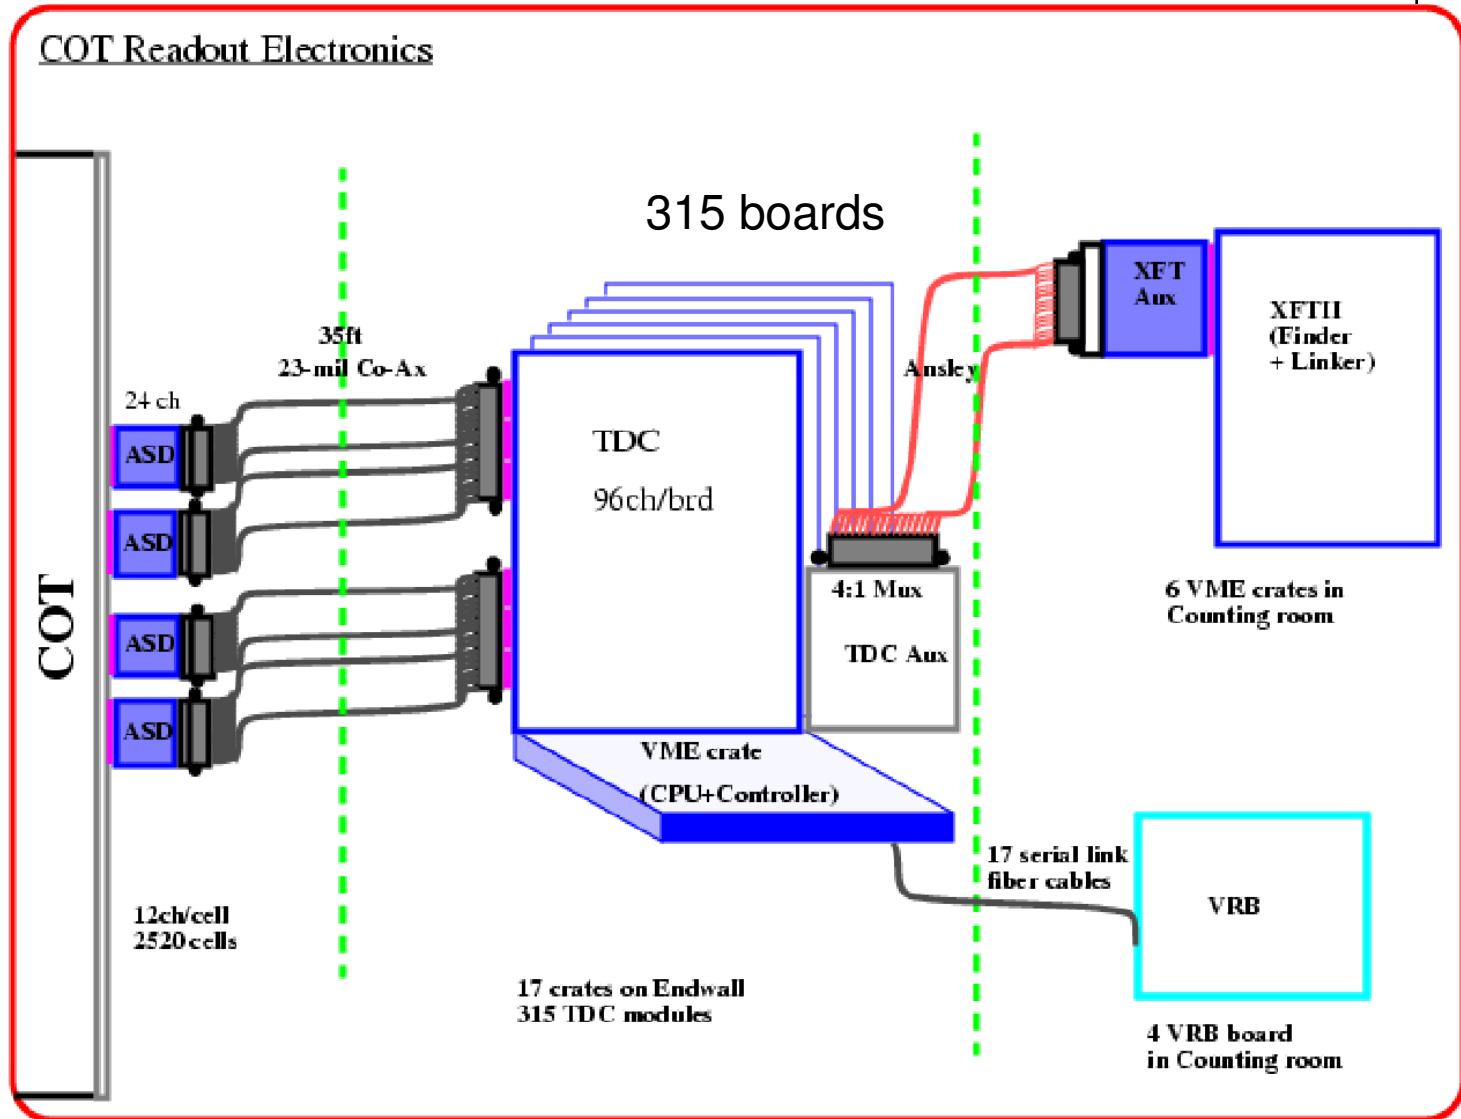 COT Readout Electronics
315 boards
35ft
23-mil Co-Ax
24 ch
ASD
ASD
ASD
ASD
COT
TDC
96ch/brd
Ansley
XFT
Aux
XFTII
(Finder
+ Linker)
4:1 Mux
TDC Aux
6 VME crates in
Counting room
VME crate
(CPU+Controller)
17 serial link
fiber cables
VRB
12ch/cell
2520 cells
17 crates on Endwall
315 TDC modules
4 VRB board
in Counting room